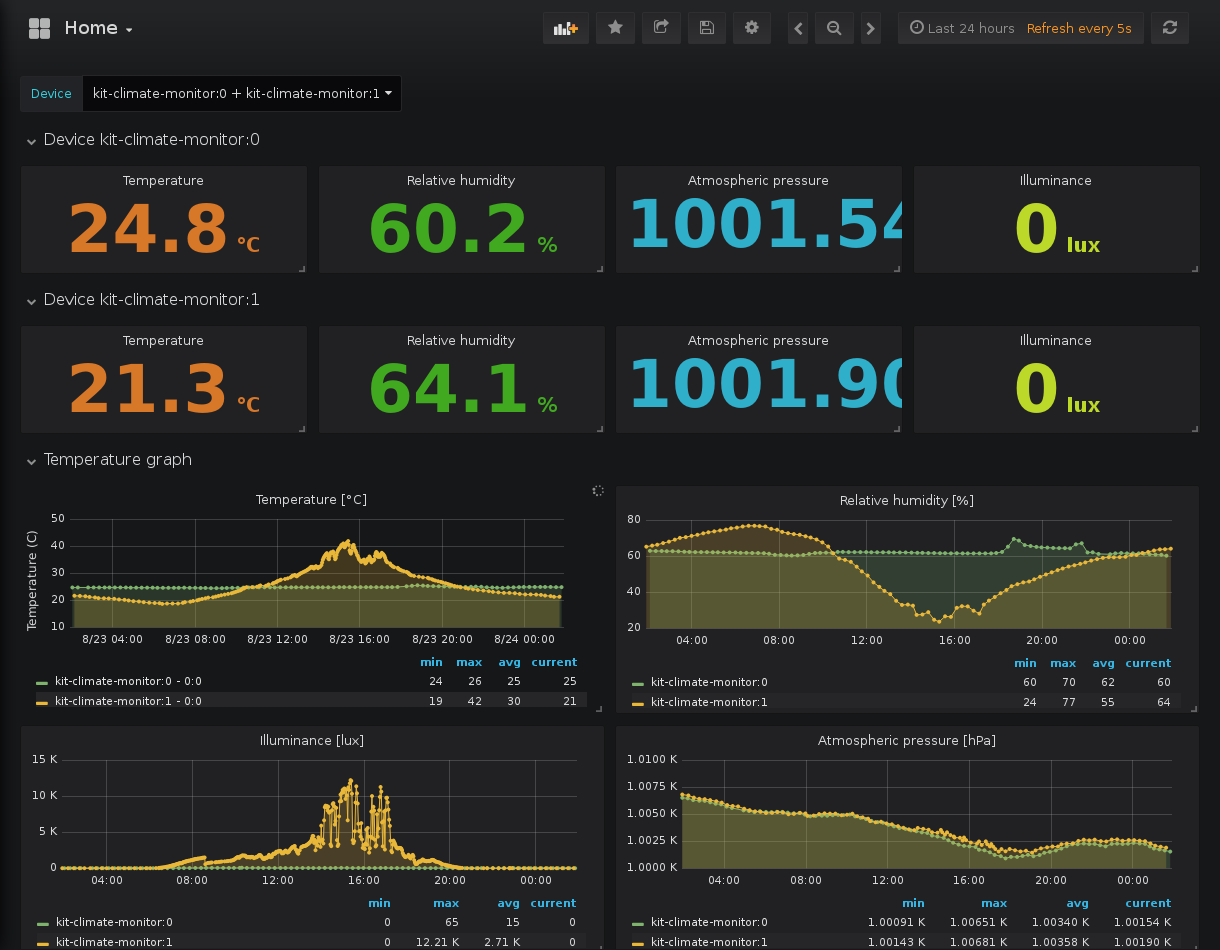 Home
Last 24 hours Refresh every 5s
Device kit-climate-monitor:0 + kit-climate-monitor:1
Device kit-climate-monitor:0
Temperature Relative humidity Atmospheric pressure Illuminance
24.8 °C 60.2 % 1001.54 0 lux
Device kit-climate-monitor:1
Temperature Relative humidity Atmospheric pressure Illuminance
21.3 °C 64.1 % 1001.90 0 lux
Temperature graph
Temperature [°C]
Temperature (C)
50
40
30
20
10
8/23 04:00 8/23 08:00 8/23 12:00 8/23 16:00 8/23 20:00 8/24 00:00
min max avg current
kit-climate-monitor:0 - 0:0 24 26 25 25
kit-climate-monitor:1 - 0:0 19 42 30 21
Relative humidity [%]
80
60
40
20
04:00 08:00 12:00 16:00 20:00 00:00
min max avg current
kit-climate-monitor:0 60 70 62 60
kit-climate-monitor:1 24 77 55 64
Illuminance [lux]
15 K
10 K
5 K
0
04:00 08:00 12:00 16:00 20:00 00:00
min max avg current
kit-climate-monitor:0 0 65 15 0
kit-climate-monitor:1 0 12.21 K 2.71 K 0
Atmospheric pressure [hPa]
1.0100 K
1.0075 K
1.0050 K
1.0025 K
1.0000 K
04:00 08:00 12:00 16:00 20:00 00:00
min max avg current
kit-climate-monitor:0 1.00091 K 1.00651 K 1.00340 K 1.00154 K
kit-climate-monitor:1 1.00143 K 1.00681 K 1.00358 K 1.00190 K